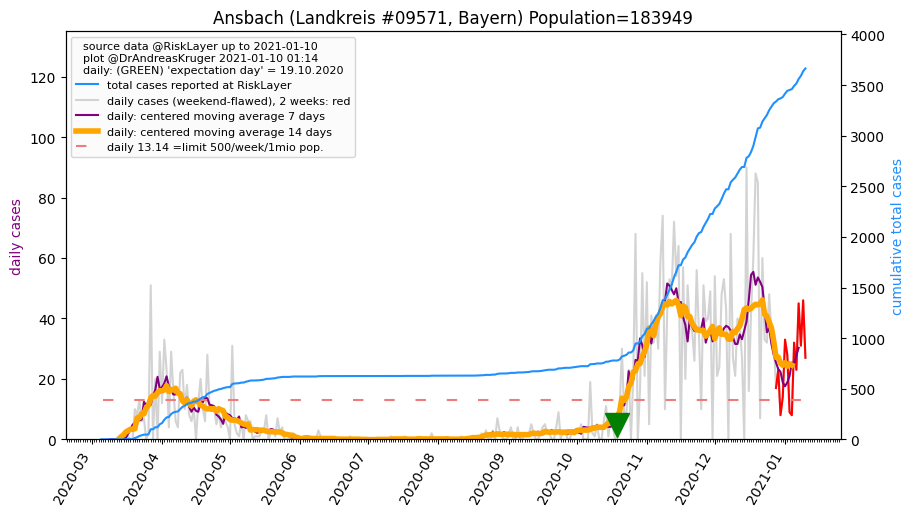 Ansbach (Landkreis #09571, Bayern) Population=183949
source data @RiskLayer up to 2021-01-10
plot @DrAndreasKruger 2021-01-10 01:14
daily: (GREEN) 'expectation day' = 19.10.2020
total cases reported at RiskLayer
daily cases (weekend-flawed), 2 weeks: red
daily: centered moving average 7 days
daily: centered moving average 14 days
daily 13.14 =limit 500/week/1mio pop.
daily cases
120
100
80
60
40
20
0
cumulative total cases
4000
3500
3000
2500
2000
1500
1000
500
0
2020-03
2020-04
2020-05
2020-06
2020-07
2020-08
2020-09
2020-10
2020-11
2020-12
2021-01